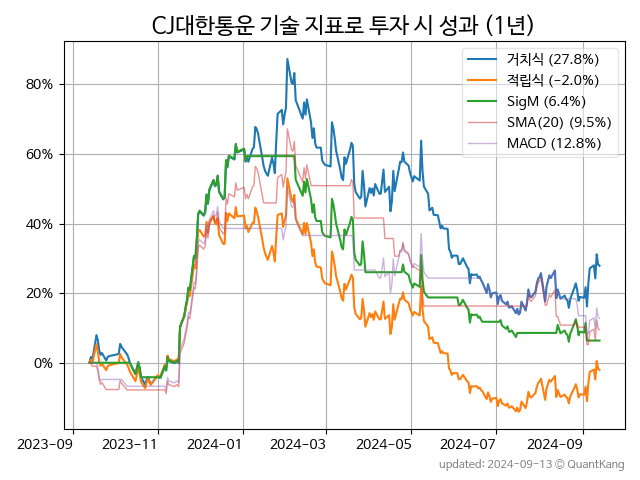 CJ대한통운 기술 지표로 투자 시 성과 (1년)
거치식 (27.8%)
적립식 (-2.0%)
SigM (6.4%)
SMA(20) (9.5%)
MACD (12.8%)
80%
60%
40%
20%
0%
2023-09 2023-11 2024-01 2024-03 2024-05 2024-07 2024-09
updated: 2024-09-13 © QuantKang